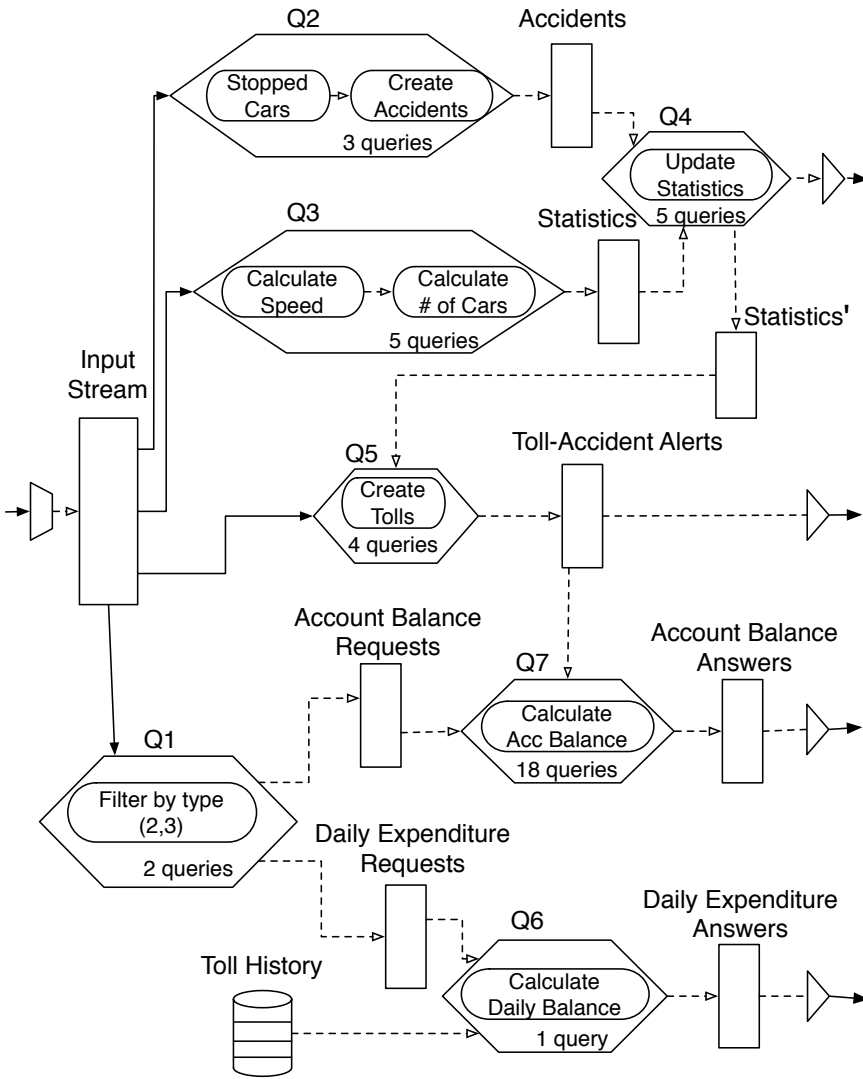 Q2
Accidents
Stopped
Cars
Create
Accidents
3 queries
Q4
Update
Statistics
5 queries
Q3
Statistics
Calculate
Speed
Calculate
# of Cars
5 queries
Statistics'
Input
Stream
Q5
Toll-Accident Alerts
Create
Tolls
4 queries
Account Balance
Requests
Q7
Account Balance
Answers
Calculate
Acc Balance
18 queries
Q1
Filter by type
(2,3)
2 queries
Daily Expenditure
Requests
Q6
Daily Expenditure
Answers
Toll History
Calculate
Daily Balance
1 query